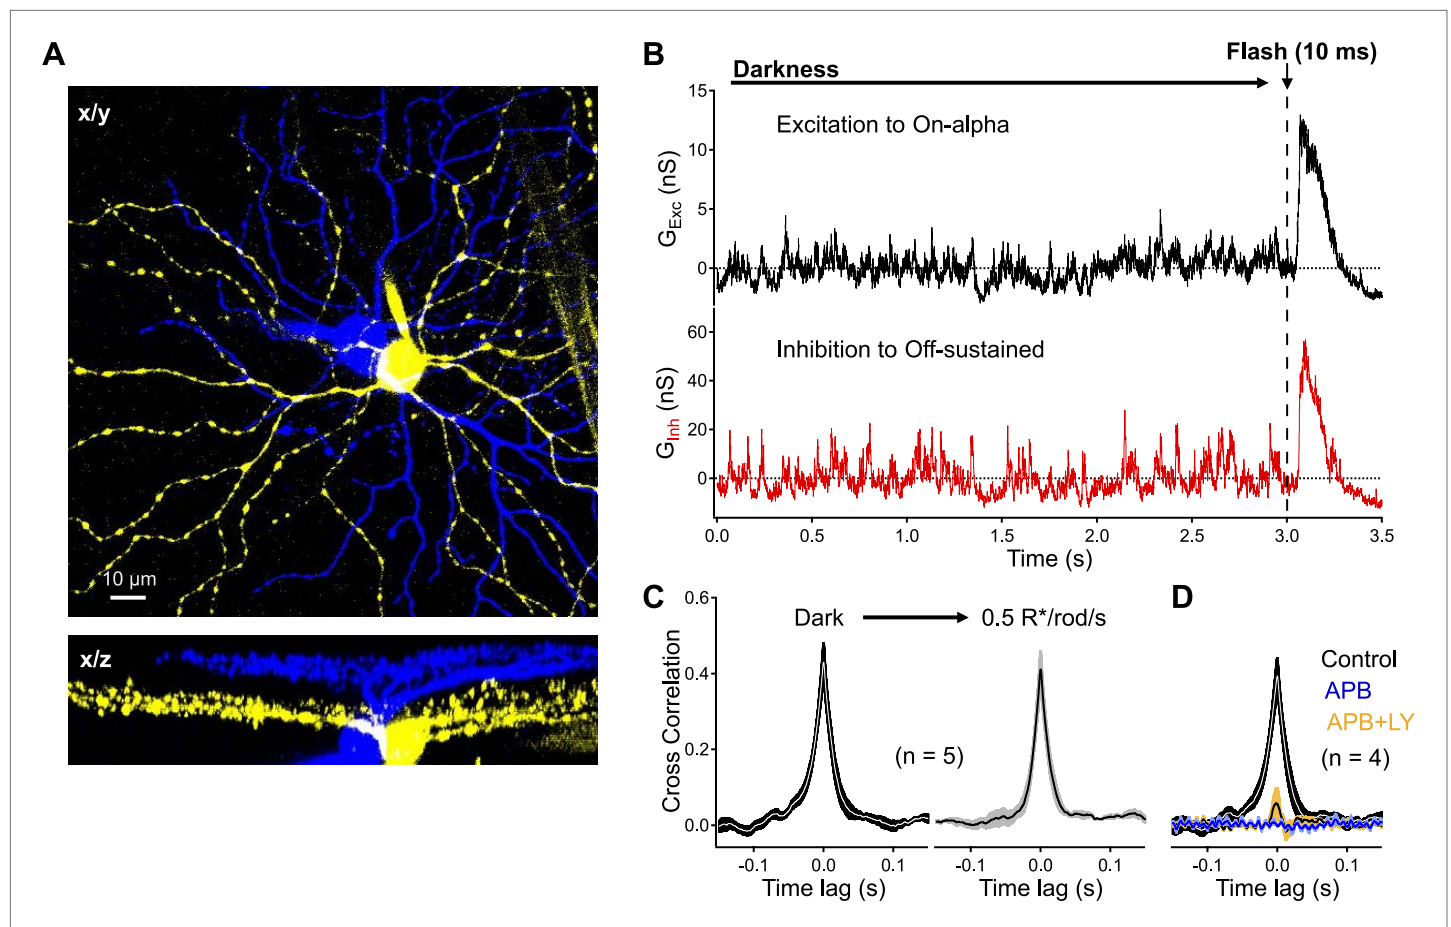 A
x/y
10 µm
x/z
B
Flash (10 ms)
Darkness
Excitation to On-alpha
G_Exc (nS)
15
10
5
0
Inhibition to Off-sustained
G_Inh (nS)
60
40
20
0
0.0 0.5 1.0 1.5 2.0 2.5 3.0 3.5
Time (s)
C
Dark 0.5 R*/rod/s
Cross Correlation
0.6
0.4
0.2
0.0
(n = 5)
-0.1 0.0 0.1
Time lag (s)
-0.1 0.0 0.1
Time lag (s)
D
Control
APB
APB+LY
(n = 4)
-0.1 0.0 0.1
Time lag (s)